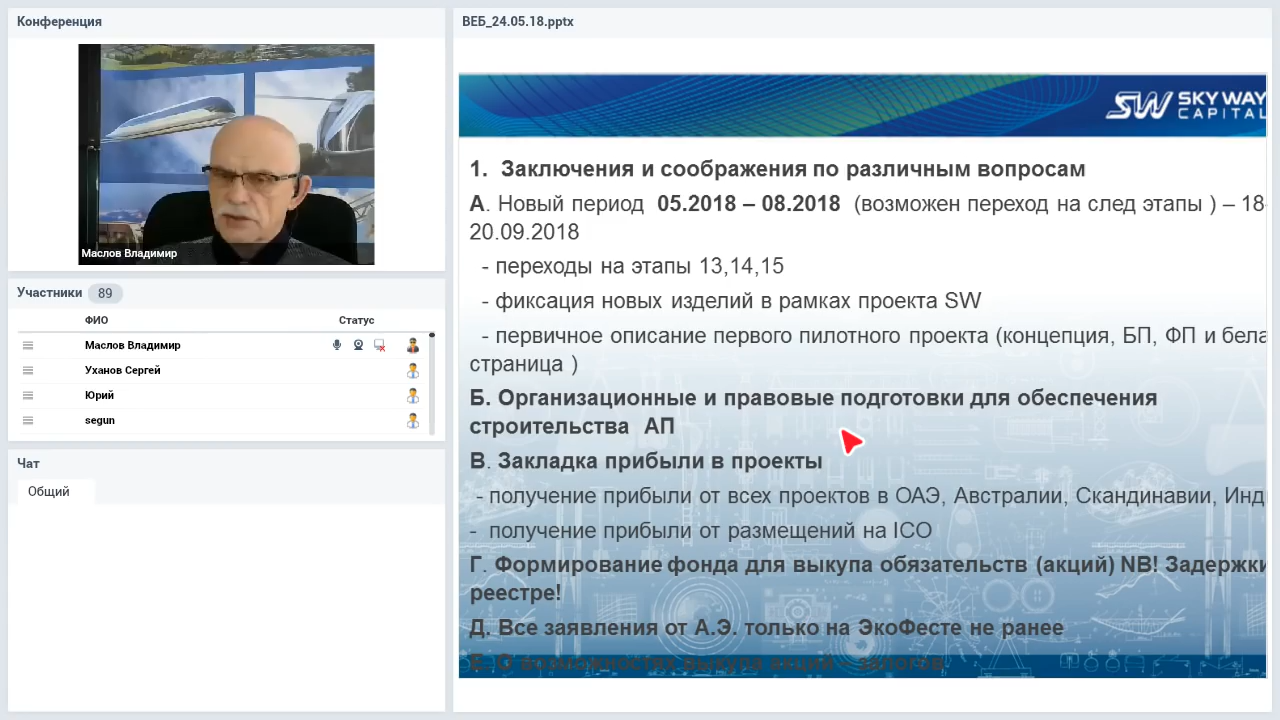 Конференция
Маслов Владимир
Участники 89
ФИО Статус
Маслов Владимир
Уханов Сергей
Юрий
segun
Чат
Общий
ВЕБ_24.05.18.pptx
SW SKY WAY
CAPITAL
1. Заключения и соображения по различным вопросам
А. Новый период 05.2018 – 08.2018 (возможен переход на след этапы ) – 18-
20.09.2018
- переходы на этапы 13,14,15
- фиксация новых изделий в рамках проекта SW
- первичное описание первого пилотного проекта (концепция, БП, ФП и бела
страница )
Б. Организационные и правовые подготовки для обеспечения
строительства АП
В. Закладка прибыли в проекты
- получение прибыли от всех проектов в ОАЭ, Австралии, Скандинавии, Инд
- получение прибыли от размещений на ICO
Г. Формирование фонда для выкупа обязательств (акций) NB! Задержки
реестре!
Д. Все заявления от А.Э. только на ЭкоФесте не ранее
Е. О возможностях выкупа акций – залогов